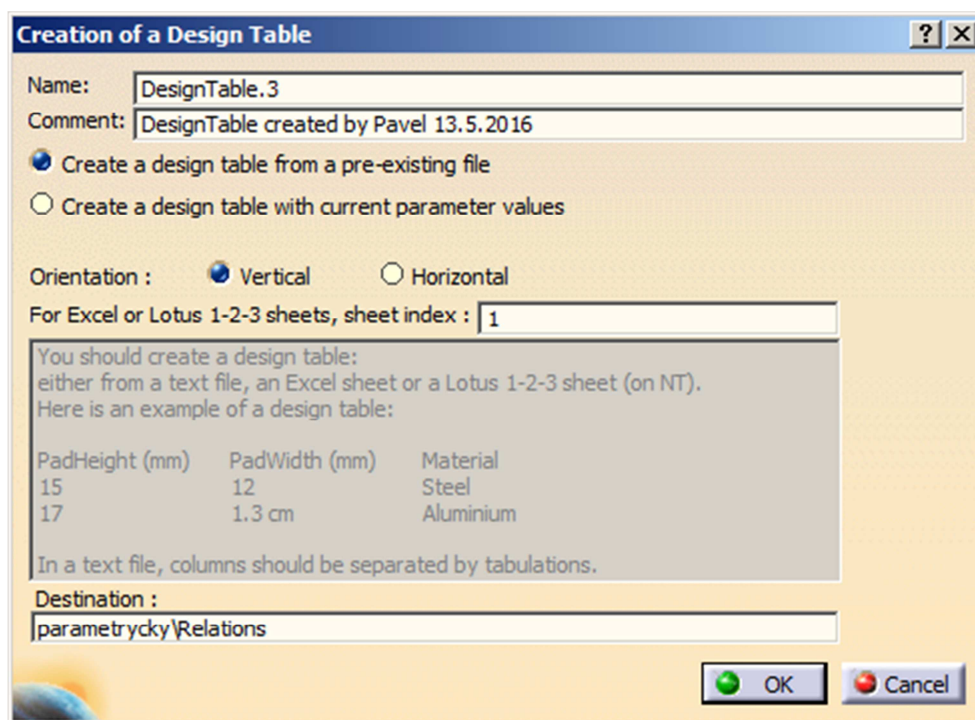 Creation of a Design Table
Name: DesignTable.3
Comment: DesignTable created by Pavel 13.5.2016
Create a design table from a pre-existing file
Create a design table with current parameter values
Orientation : Vertical Horizontal
For Excel or Lotus 1-2-3 sheets, sheet index : 1
You should create a design table:
either from a text file, an Excel sheet or a Lotus 1-2-3 sheet (on NT).
Here is an example of a design table:
PadHeight (mm) PadWidth (mm) Material
15 12 Steel
17 1.3 cm Aluminium
In a text file, columns should be separated by tabulations.
Destination :
parametrycky\Relations
OK Cancel